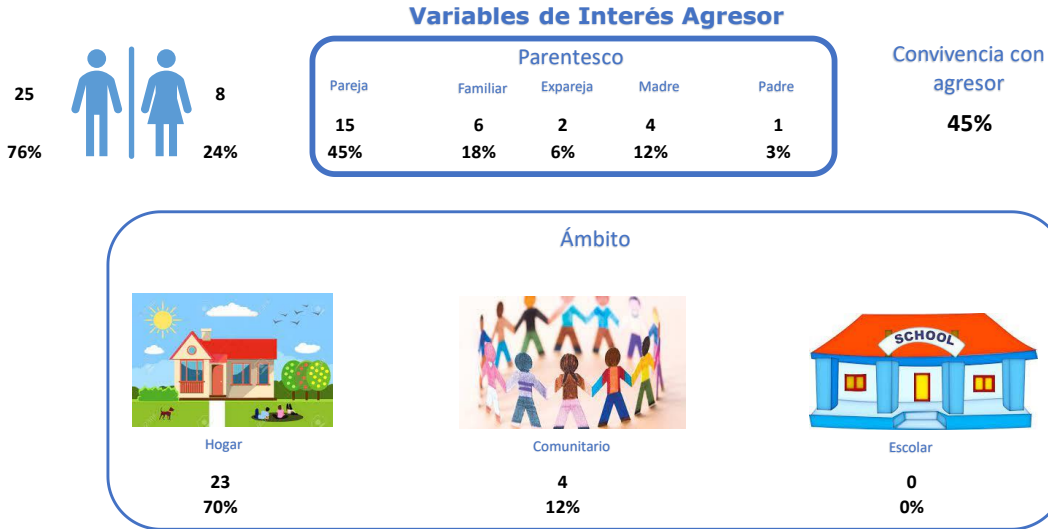 Variables de Interés Agresor
25
76%
8
24%
Parentesco
Pareja Familiar Expareja Madre Padre
15 6 2 4 1
45% 18% 6% 12% 3%
Convivencia con
agresor
45%
Ámbito
SCHOOL
Hogar Comunitario Escolar
23 4 0
70% 12% 0%